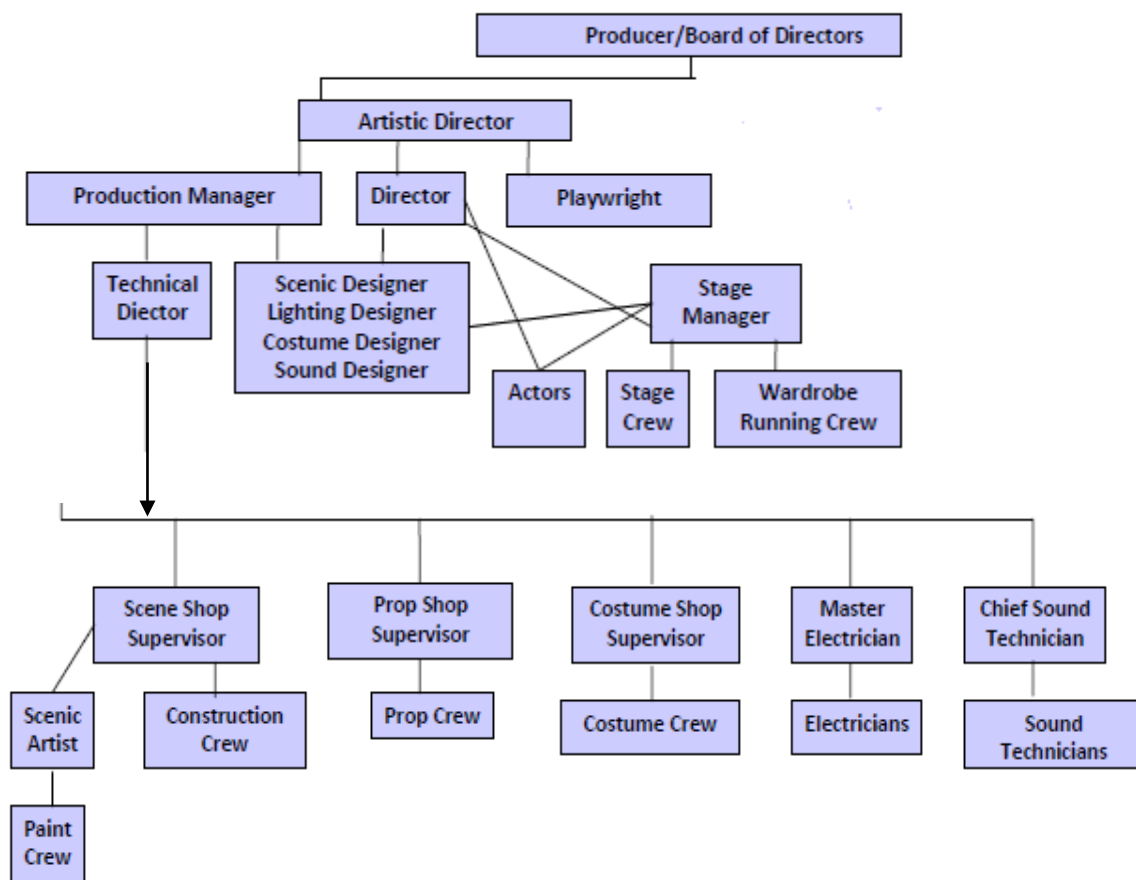 Producer/Board of Directors
Artistic Director
Production Manager
Director
Playwright
Technical
Diector
Scenic Designer
Lighting Designer
Costume Designer
Sound Designer
Stage
Manager
Actors
Stage
Crew
Wardrobe
Running Crew
Scene Shop
Supervisor
Prop Shop
Supervisor
Costume Shop
Supervisor
Master
Electrician
Chief Sound
Technician
Scenic
Artist
Construction
Crew
Prop Crew
Costume Crew
Electricians
Sound
Technicians
Paint
Crew